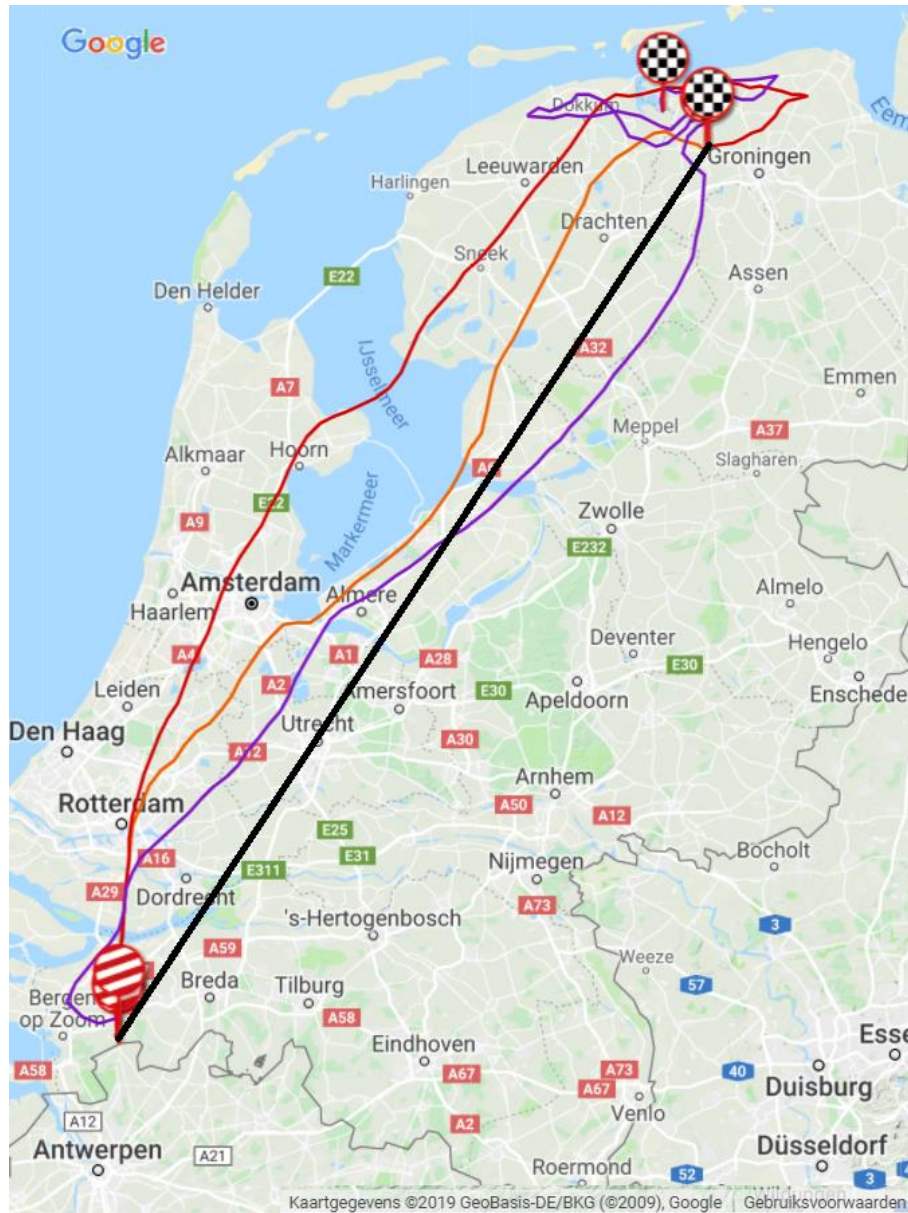 Google
Dokkum
Eem
Groningen
Leeuwarden
Harlingen
Drachten
Sneek
E22
Assen
Den Helder
IJsselmeer
A32
A7
Emmen
Meppel
A37
Alkmaar
Hoorn
Slagharen
E22
A9
Markermeer
Zwolle
E232
Amsterdam
Almere
Almelo
Haarlem
Deventer
Hengelo
A4
A1
A28
E30
A2
Leiden
E30
Apeldoorn
Enschede
Amersfoort
Utrecht
Den Haag
A12
A30
Arnhem
Rotterdam
A50
A12
E25
A16
E31
Bocholt
E311
Nijmegen
A29
Dordrecht
A73
's-Hertogenbosch
3
A59
Weeze
57
Bergen
op Zoom
Breda
Tilburg
A58
Esse
Eindhoven
A58
A67
A73
A67
40
Duisburg
Venlo
A12
A2
Antwerpen
A21
Düsseldorf
Roermond
52
3
Kaartgegevens ©2019 GeoBasis-DE/BKG (©2009), Google Gebruiksvoorwaarden